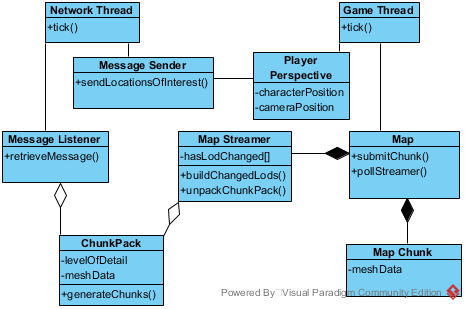 Network Thread
+tick()
Game Thread
+tick()
Message Sender
+sendLocationsOfInterest()
Player
Perspective
-characterPosition
-cameraPosition
Message Listener
+retrieveMessage()
Map Streamer
-hasLodChanged[]
+buildChangedLods()
+unpackChunkPack()
Map
+submitChunk()
+pollStreamer()
ChunkPack
-levelOfDetail
-meshData
+generateChunks()
Map Chunk
-meshData
Powered By Visual Paradigm Community Edition